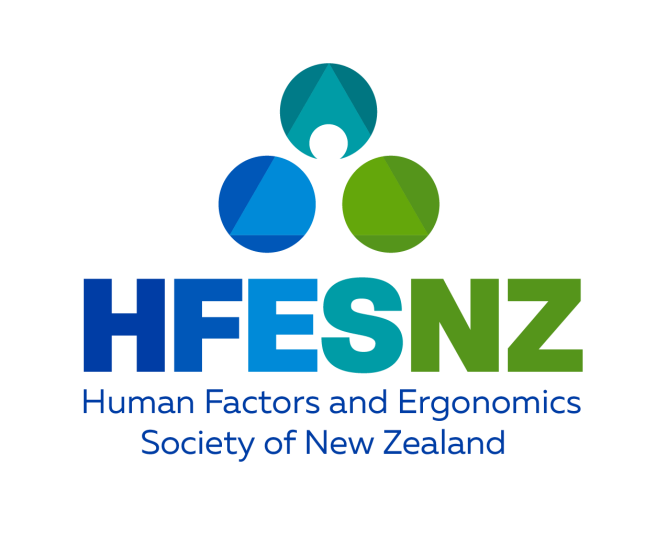 HFESNZ
Human Factors and Ergonomics
Society of New Zealand